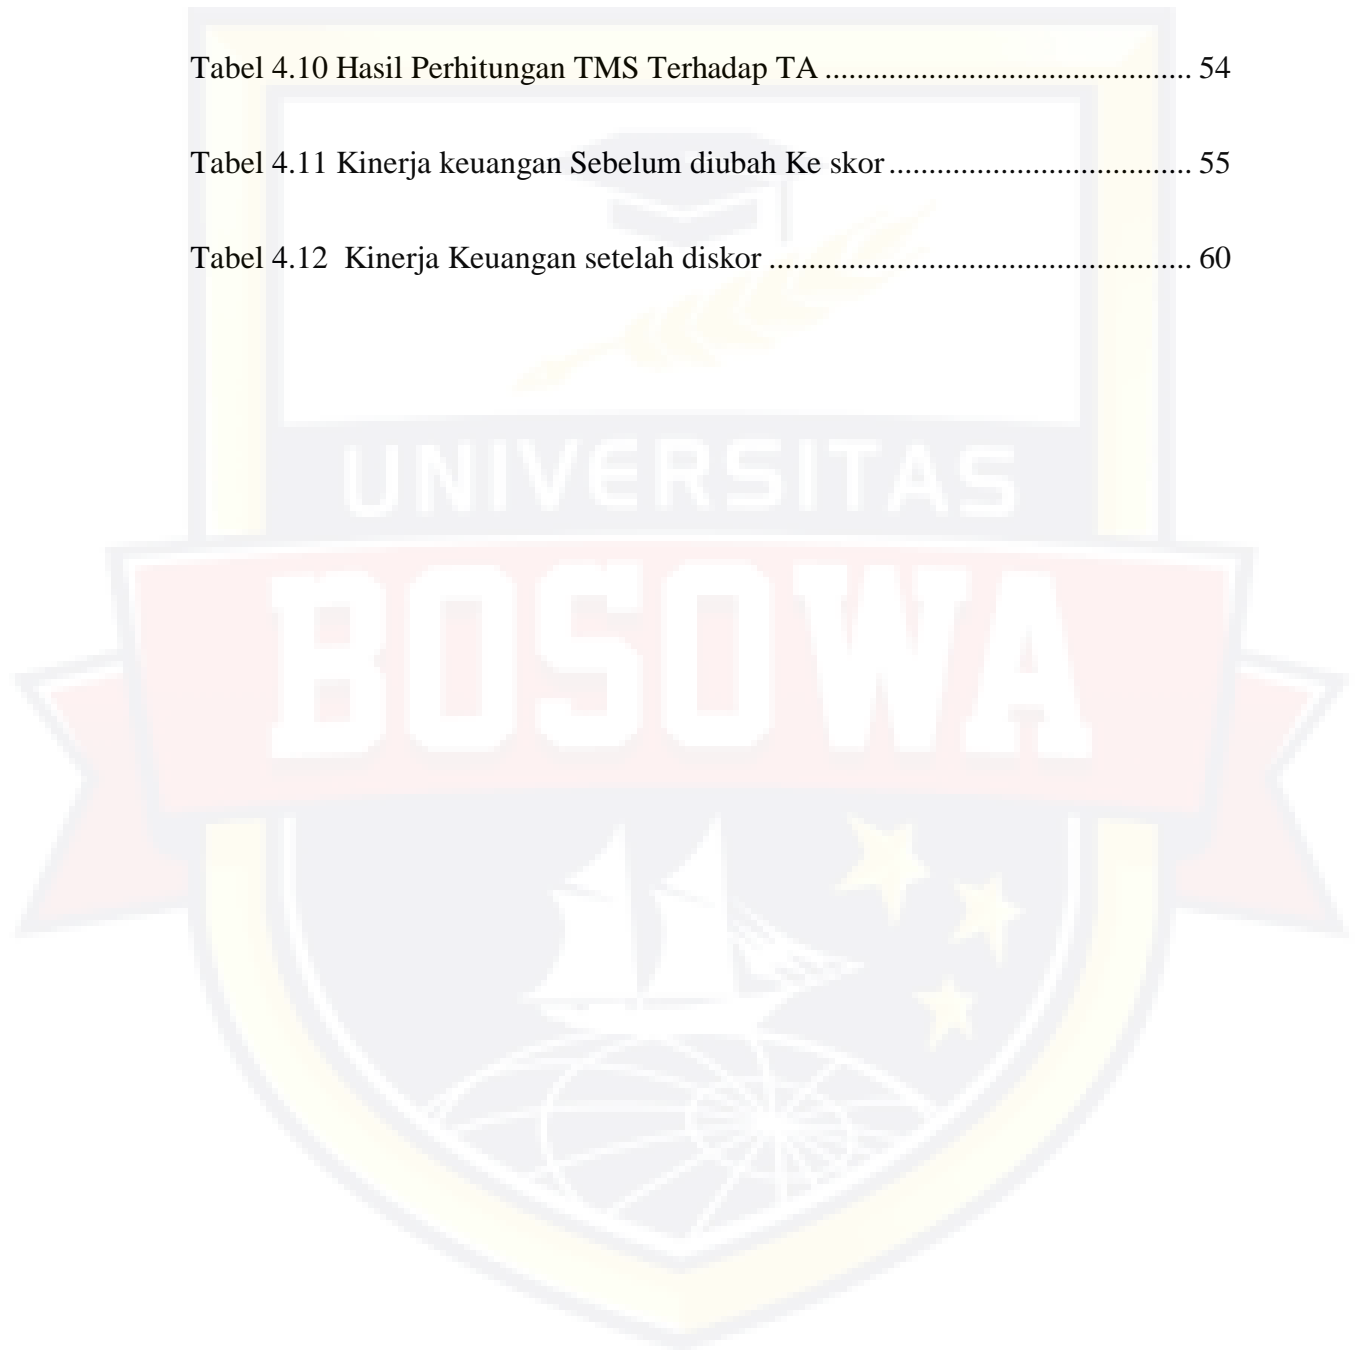 Tabel 4.10 Hasil Perhitungan TMS Terhadap TA ............................................. 54
Tabel 4.11 Kinerja keuangan Sebelum diubah Ke skor ..................................... 55
Tabel 4.12  Kinerja Keuangan setelah diskor .................................................... 60
UNIVERSITAS
BOSOWA